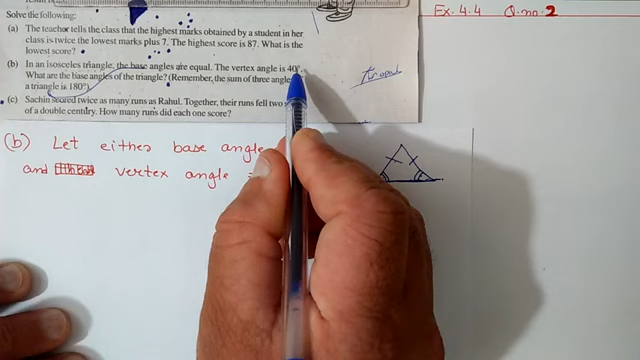 Ex. 4.4 Q.no. 2
Solve the following:
(a) The teacher tells the class that the highest marks obtained by a student in her
class is twice the lowest marks plus 7. The highest score is 87. What is the
lowest score?
(b) In an isosceles triangle, the base angles are equal. The vertex angle is 40°.
What are the base angles of the triangle? (Remember, the sum of three angles
a triangle is 180°).
(c) Sachin scored twice as many runs as Rahul. Together, their runs fell two
of a double century. How many runs did each one score?
(b) Let either base angle
and vertex angle =